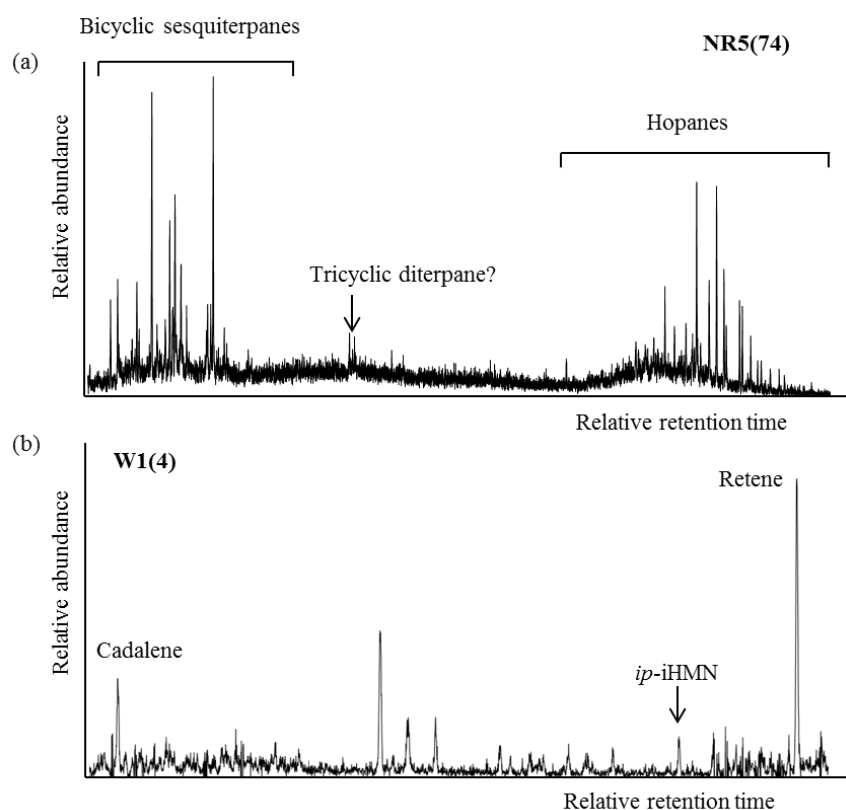 Bicyclic sesquiterpanes
NR5(74)
(a)
Hopanes
Relative abundance
Tricyclic diterpane?
Relative retention time
(b)
W1(4)
Retene
Relative abundance
Cadalene
ip-iHMN
Relative retention time